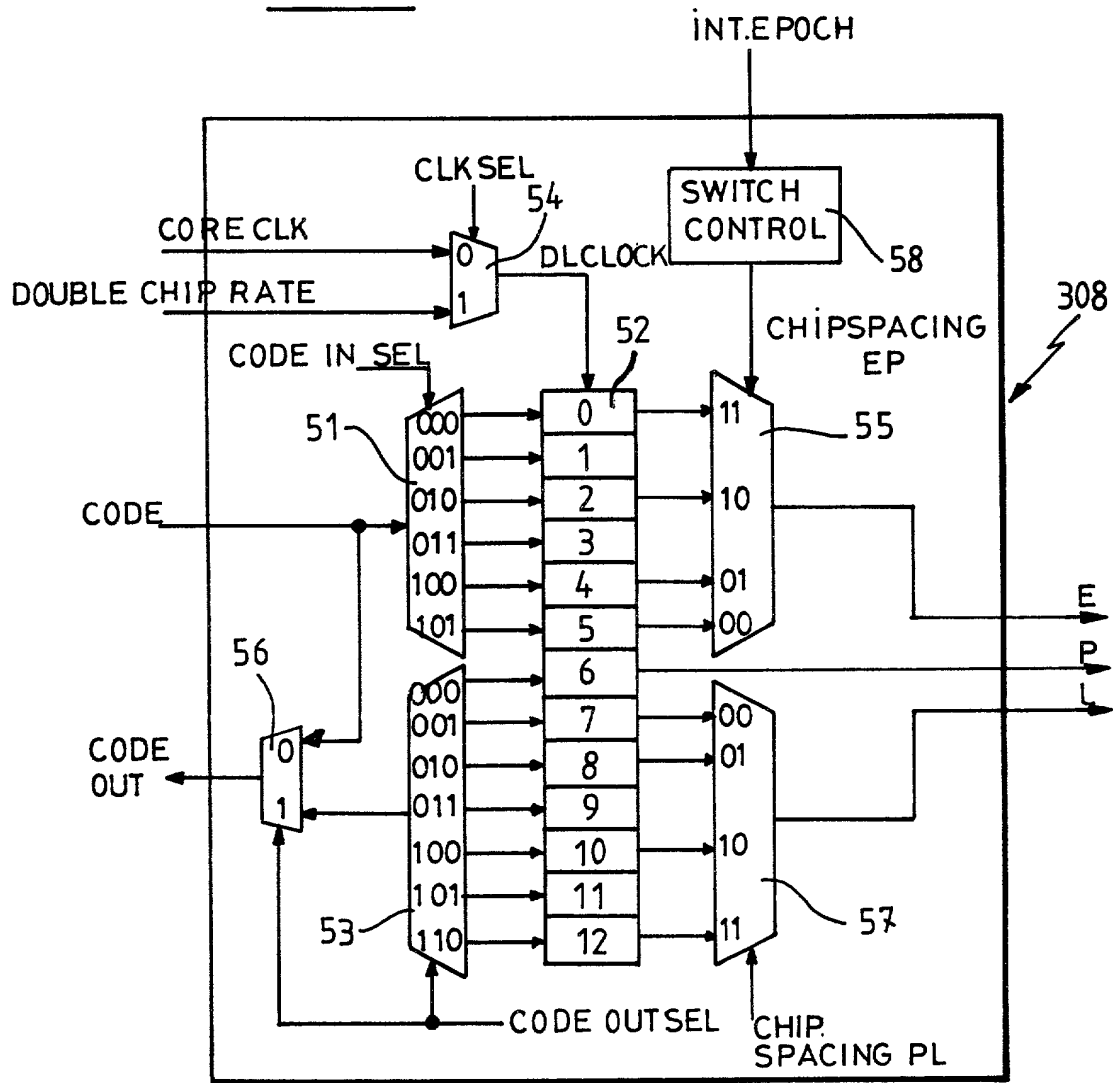 INT.EPOCH
CLKSEL
54
SWITCH
CONTROL
58
CORE CLK
0
1
DLCLOCK
DOUBLE CHIP RATE
308
CHIPSPACING
EP
CODE IN SEL
52
51
000
001
010
011
100
101
0
1
2
3
4
5
6
7
8
9
10
11
12
11
10
01
00
55
CODE
E
P
L
56
0
1
CODE
OUT
000
001
010
011
100
101
110
53
00
01
10
11
57
CODE OUTSEL
CHIP.
SPACING PL